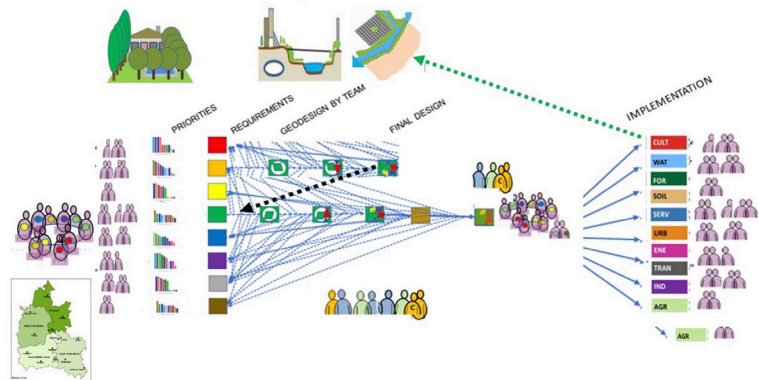 PRIORITIES
REQUIREMENTS
GEODESIGN BY TEAM
FINAL DESIGN
IMPLEMENTATION
CULT
WAT
FOR
SOIL
SERV
URB
ENE
TRAN
IND
AGR
AGR